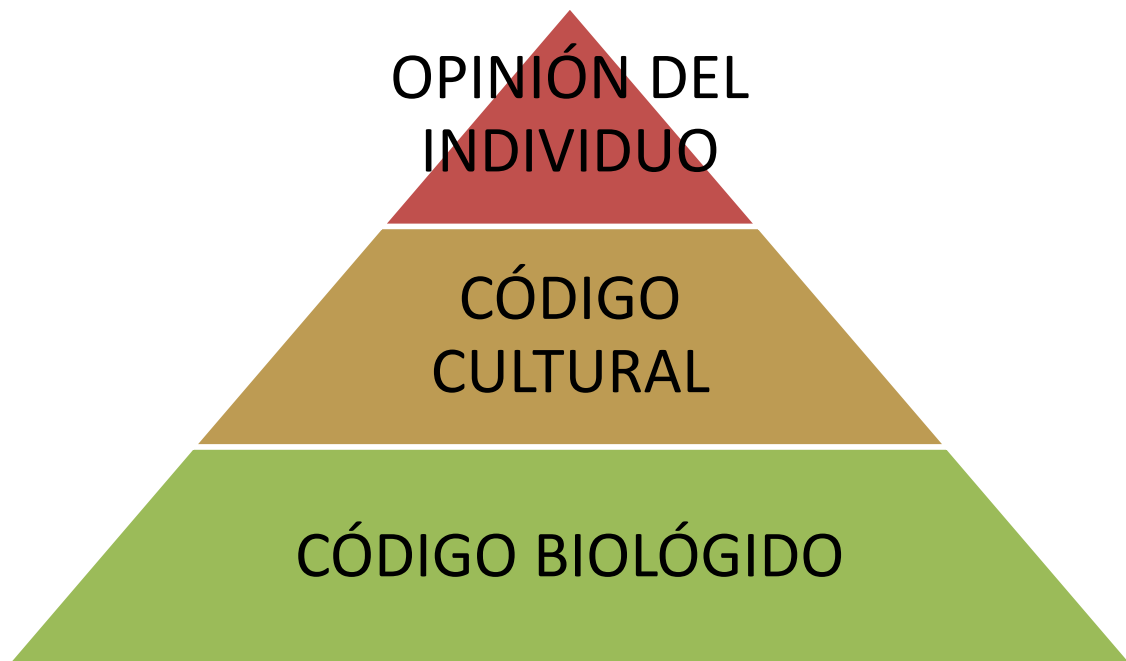 OPINIÓN DEL
INDIVIDUO
CÓDIGO
CULTURAL
CÓDIGO BIOLÓGIDO